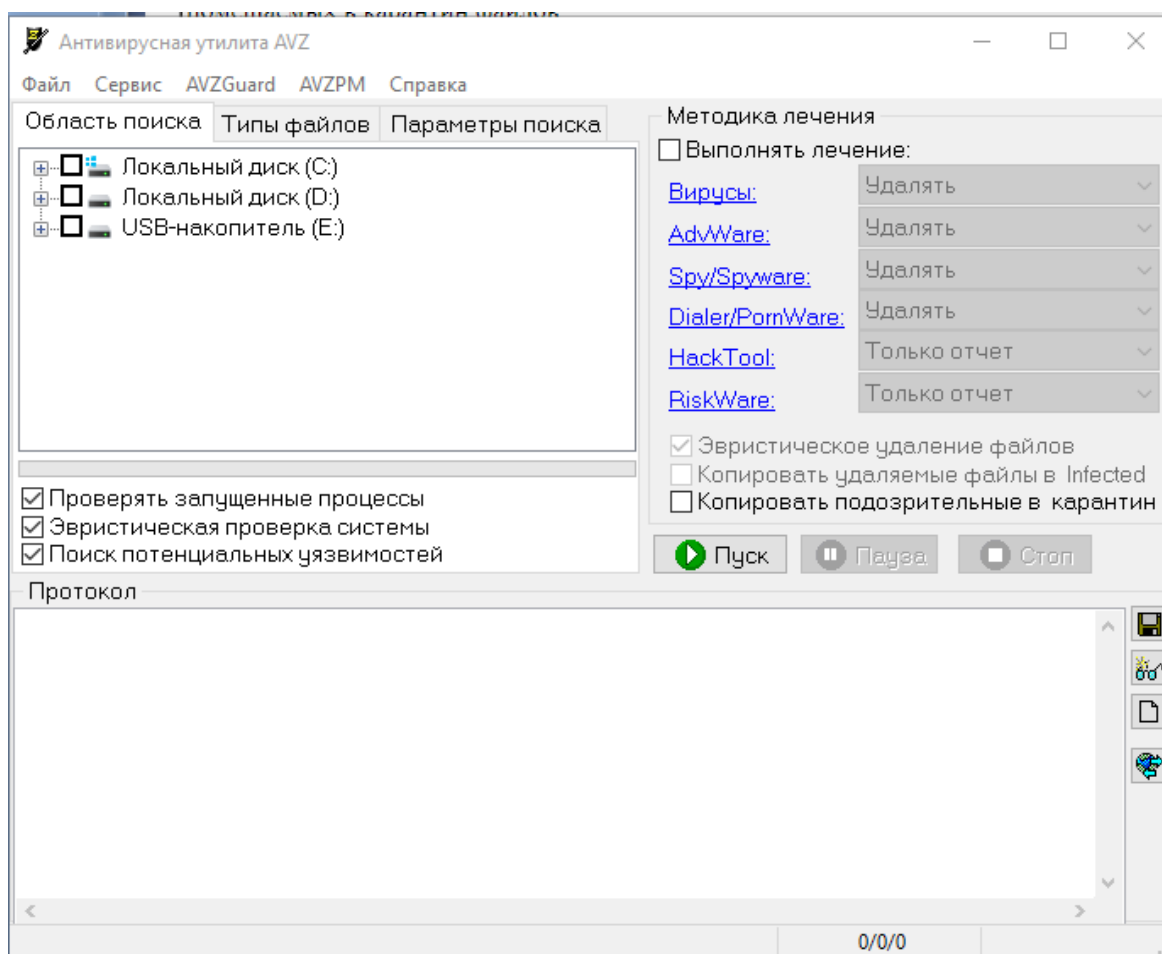 Антивирусная утилита AVZ
Файл Сервис AVZGuard AVZPM Справка
Область поиска Типы файлов Параметры поиска
Локальный диск (C:)
Локальный диск (D:)
USB-накопитель (E:)
Проверять запущенные процессы
Эвристическая проверка системы
Поиск потенциальных уязвимостей
Методика лечения
Выполнять лечение:
Вирусы: Удалять
AdvWare: Удалять
Spy/Spyware: Удалять
Dialer/PornWare: Удалять
HackTool: Только отчет
RiskWare: Только отчет
Эвристическое удаление файлов
Копировать удаляемые файлы в Infected
Копировать подозрительные в карантин
Пуск Пауза Стоп
Протокол
0/0/0